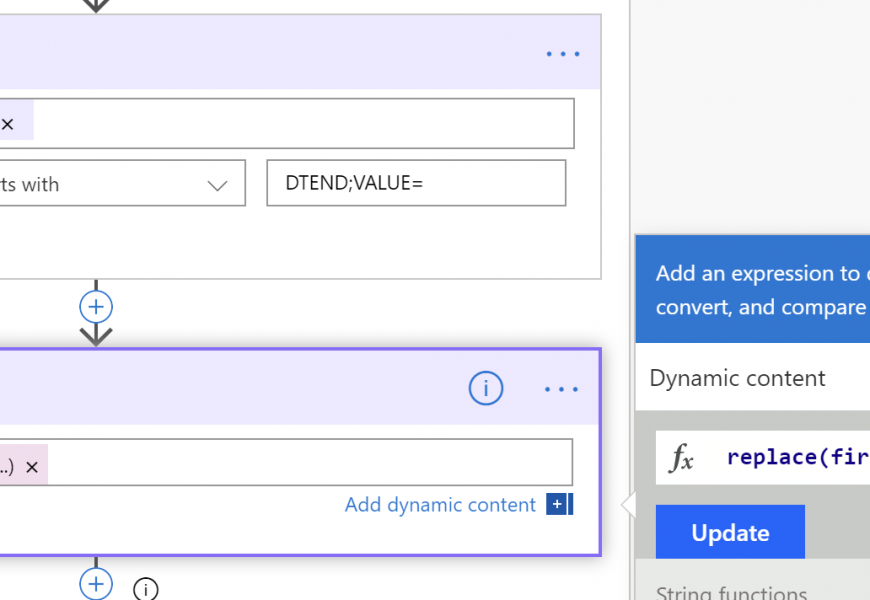 ts with
DTEND;VALUE=
Add an expression to
convert, and compare
Dynamic content
fx replace(fir
..)
Add dynamic content
Update
String functions